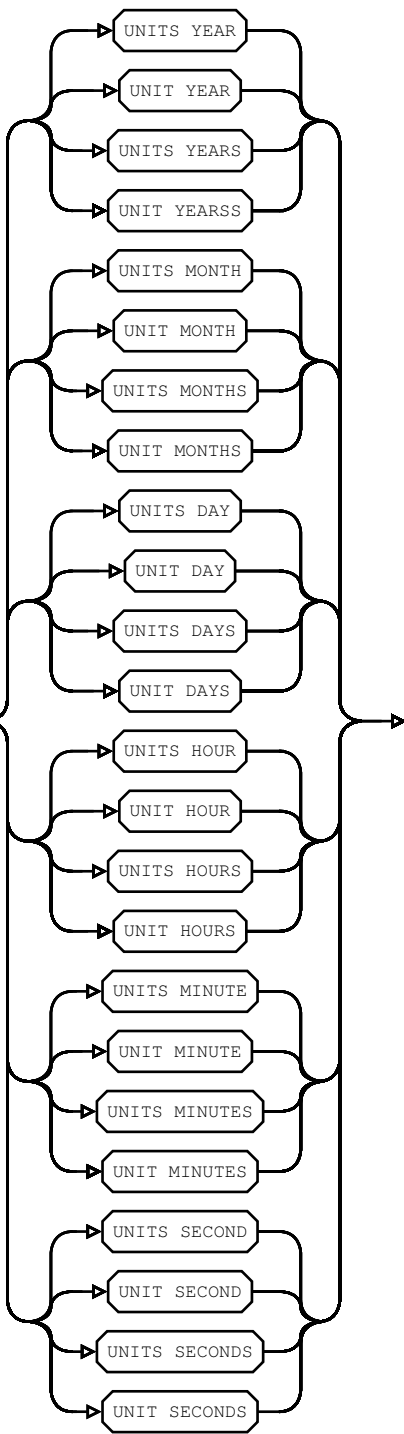 UNITS YEAR
UNIT YEAR
UNITS YEARS
UNIT YEARSS
UNITS MONTH
UNIT MONTH
UNITS MONTHS
UNIT MONTHS
UNITS DAY
UNIT DAY
UNITS DAYS
UNIT DAYS
UNITS HOUR
UNIT HOUR
UNITS HOURS
UNIT HOURS
UNITS MINUTE
UNIT MINUTE
UNITS MINUTES
UNIT MINUTES
UNITS SECOND
UNIT SECOND
UNITS SECONDS
UNIT SECONDS